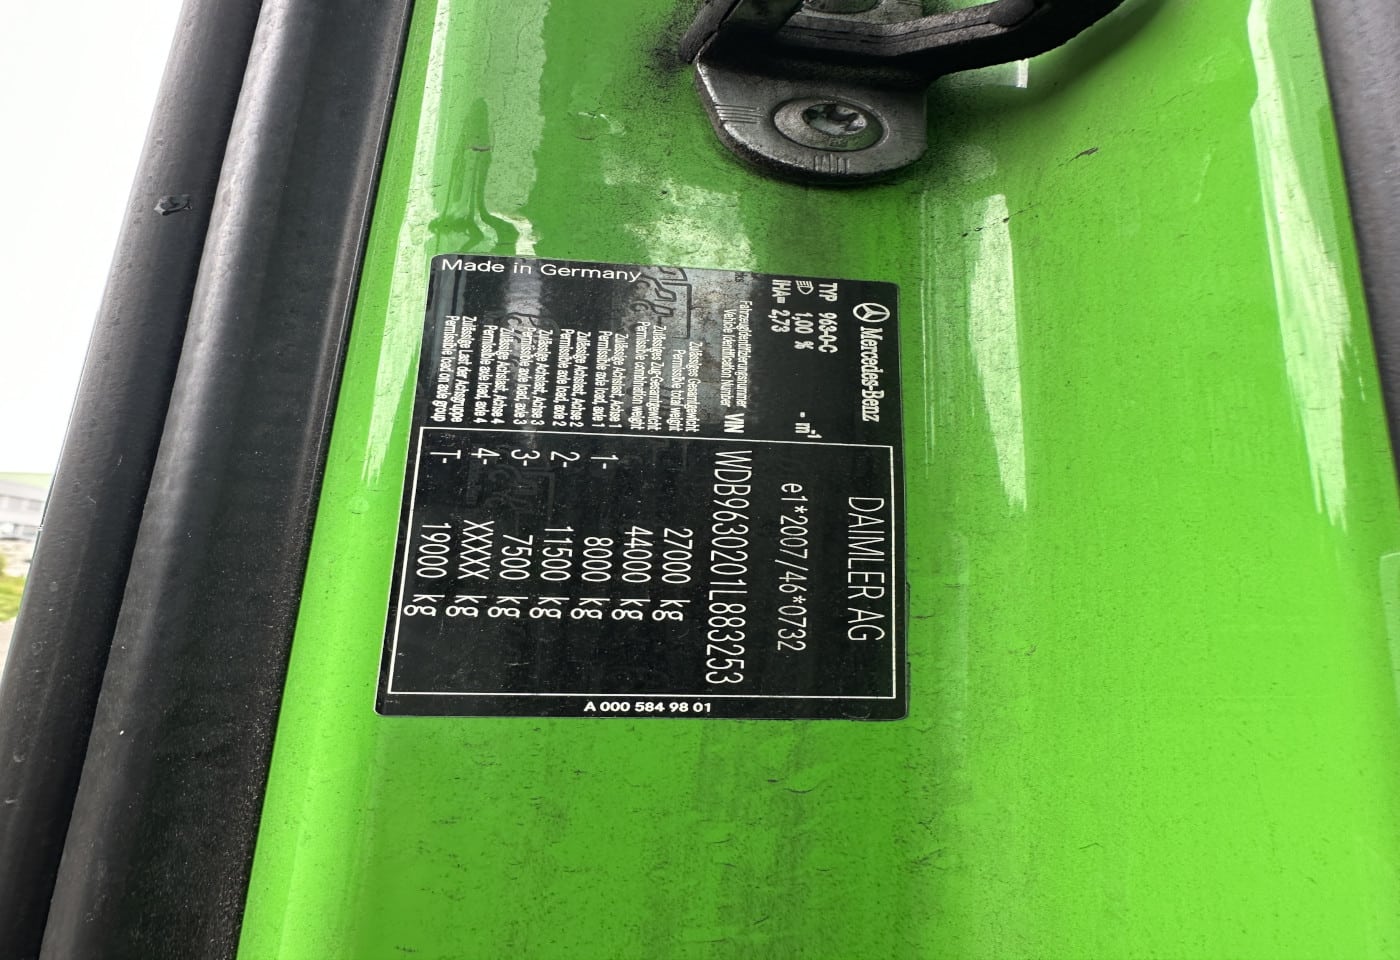 Mercedes-Benz
DAIMLER AG
TYP 963-0-C
1,00 %
IHA= 2,73
- m-1
e1*2007/46*0732
Fahrzeugidentifizierungsnummer
Vehicle Identification Number VIN
WDB9630201L883253
Zulässiges Gesamtgewicht
Permissible total weight
27000 kg
Zulässiges Zug-Gesamtgewicht
Permissible combination weight
44000 kg
Zulässige Achslast, Achse 1
Permissible axle load, axle 1
1- 8000 kg
Zulässige Achslast, Achse 2
Permissible axle load, axle 2
2- 11500 kg
Zulässige Achslast, Achse 3
Permissible axle load, axle 3
3- 7500 kg
Zulässige Achslast, Achse 4
Permissible axle load, axle 4
4- XXXXX kg
Zulässige Last der Achsgruppe
Permissible load on axle group
T- 19000 kg
Made in Germany
A 000 584 98 01